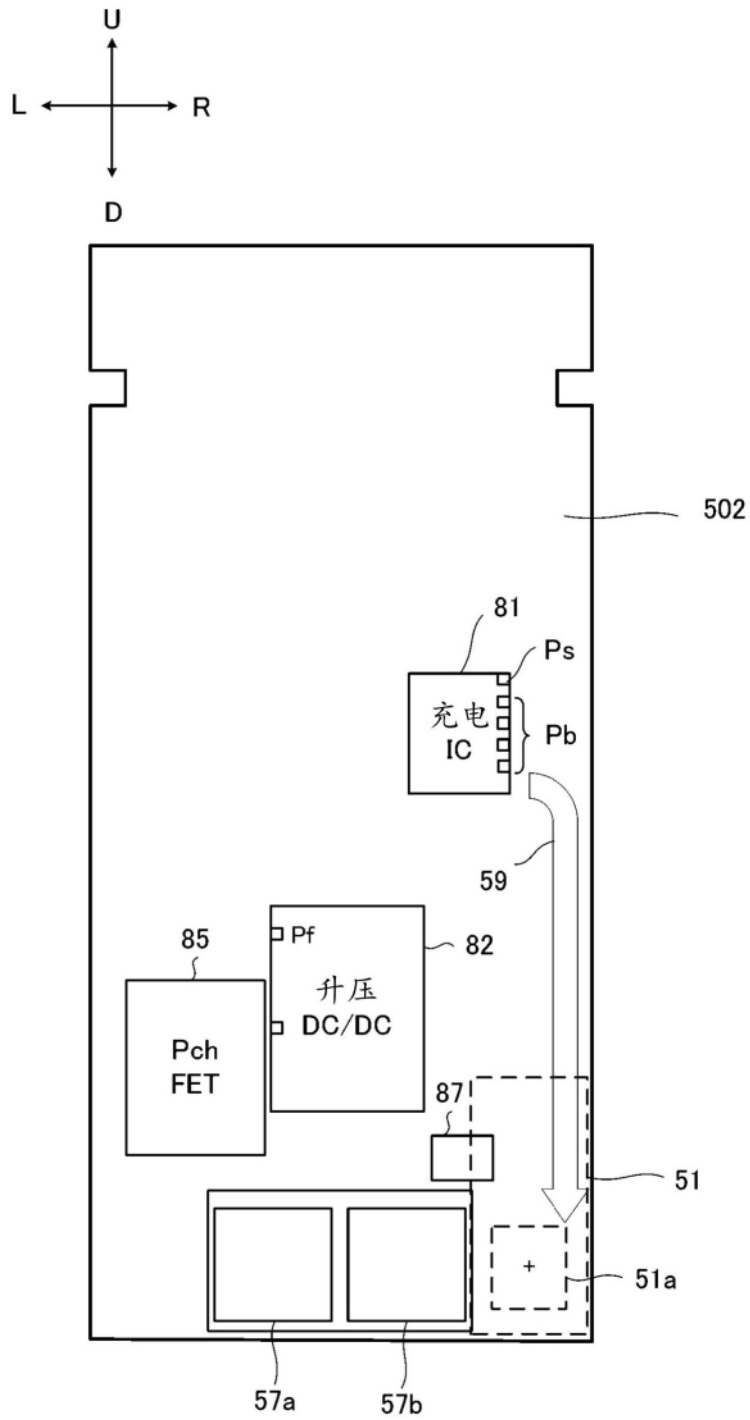 U
L R
D
502
81
Ps
充电
IC
Pb
59
85
Pf
82
升压
DC/DC
Pch
FET
87
51
+
51a
57a
57b